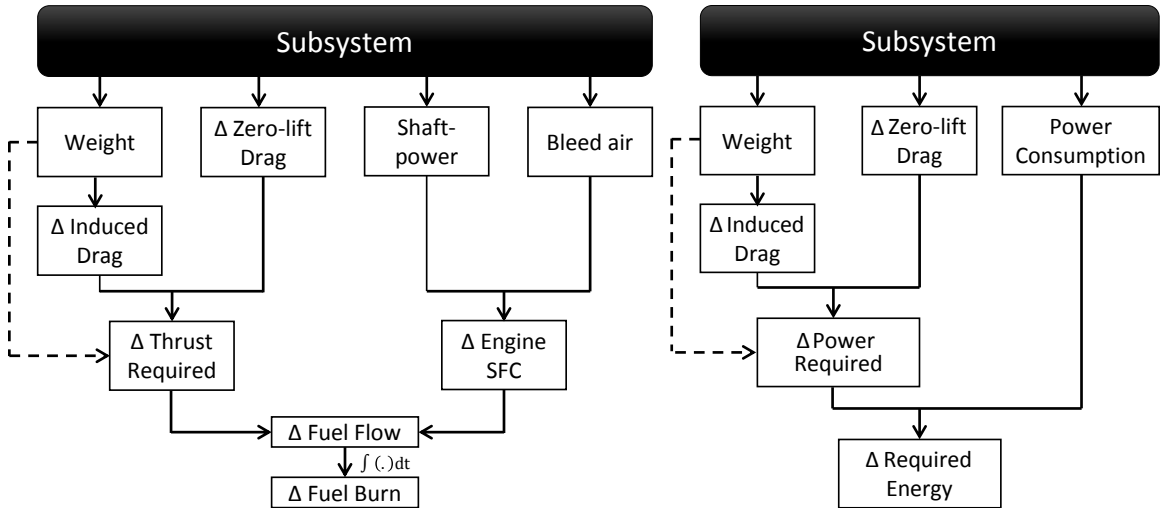 Subsystem
Weight
Δ Zero-lift
Drag
Shaft-
power
Bleed air
Δ Induced
Drag
Δ Thrust
Required
Δ Engine
SFC
Δ Fuel Flow
∫ (.)dt
Δ Fuel Burn
Subsystem
Weight
Δ Zero-lift
Drag
Power
Consumption
Δ Induced
Drag
Δ Power
Required
Δ Required
Energy